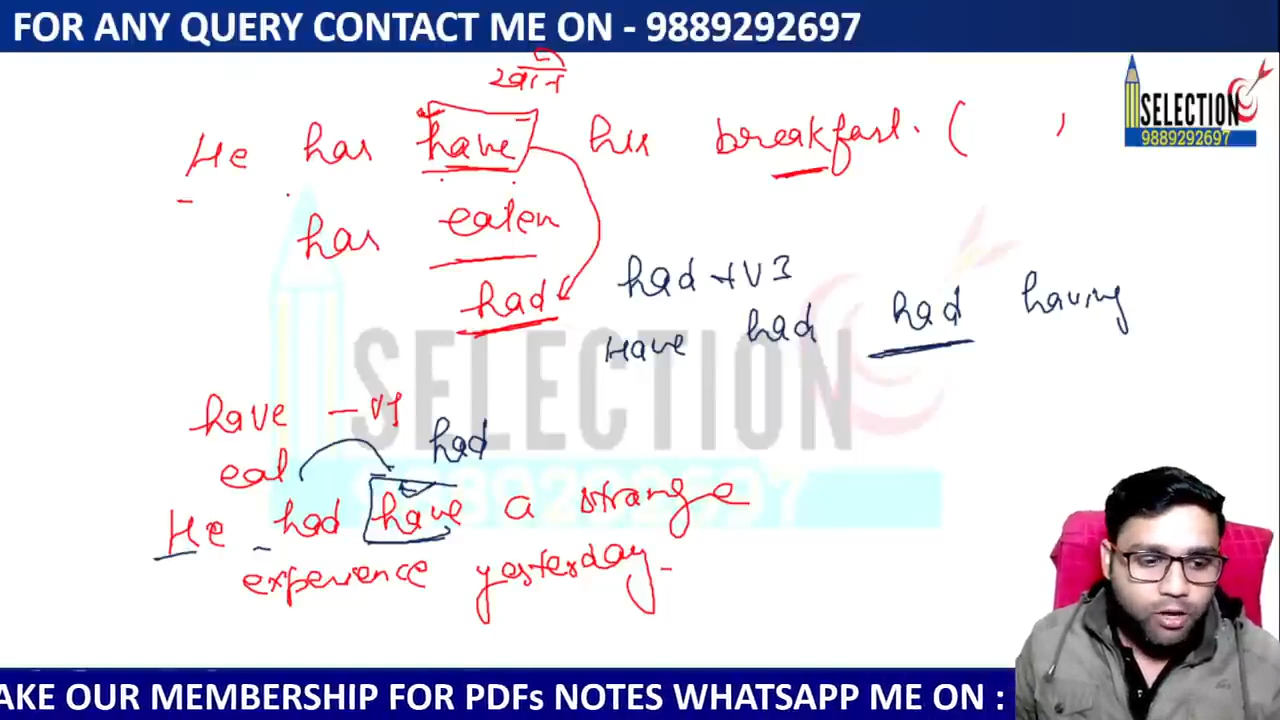 FOR ANY QUERY CONTACT ME ON - 9889292697
SELECTION
9889292697
He has have his breakfast. ( ,
has eaten
had
had + V3
Have had had having
have - V1
eat
had
He had have a strange
experience yesterday.
SELECTION
AKE OUR MEMBERSHIP FOR PDFs NOTES WHATSAPP ME ON :